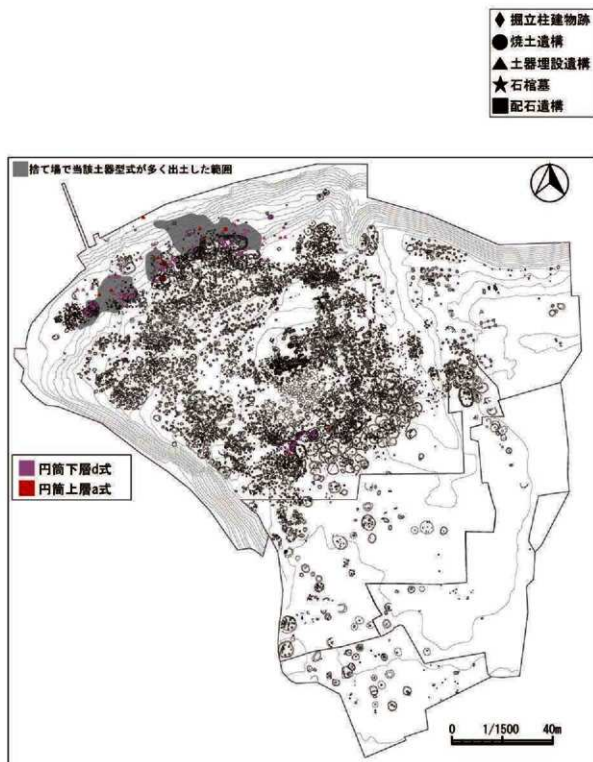 掘立柱建物跡
焼土遺構
土器埋設遺構
石棺墓
配石遺構
捨て場で当該土器型式が多く出土した範囲
円筒下層d式
円筒上層a式
0 1/1500 40m